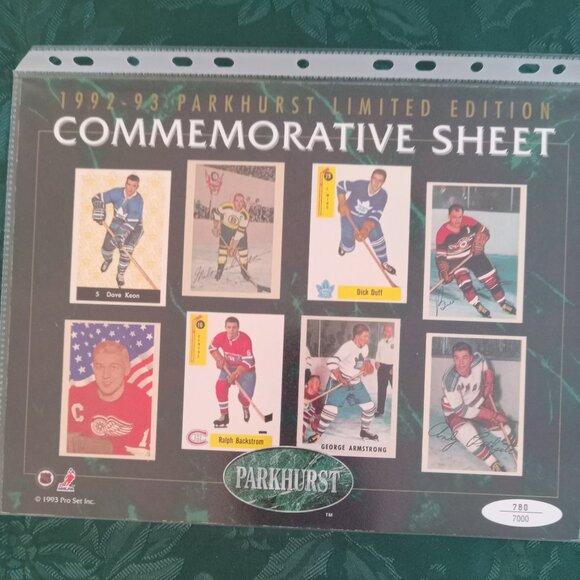 1992-93 PARKHURST LIMITED EDITION
COMMEMORATIVE SHEET
5 Dave Keon
Dick Duff
C
Ralph Backstrom
GEORGE ARMSTRONG
PARKHURST
TM
© 1993 Pro Set Inc.
780
7000